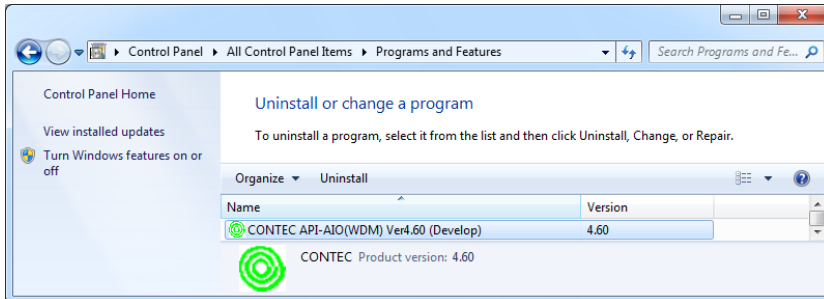 Control Panel All Control Panel Items Programs and Features Search Programs and Fe...
Control Panel Home
Uninstall or change a program
View installed updates
To uninstall a program, select it from the list and then click Uninstall, Change, or Repair.
Turn Windows features on or
off
Organize Uninstall
Name Version
CONTEC API-AIO(WDM) Ver4.60 (Develop) 4.60
CONTEC Product version: 4.60